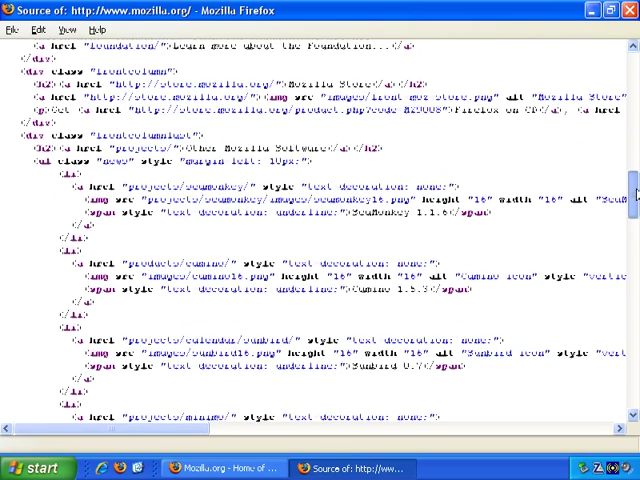 Source of: http://www.mozilla.org/ - Mozilla Firefox
File Edit View Help
<a href="foundation/">Learn more about the Foundation...</a>
</div>
<div class="frontcolumn">
<h2><a href="http://store.mozilla.org/">Mozilla Store</a></h2>
<a href="http://store.mozilla.org/"><img src="images/front-moz-store.png" alt="Mozilla Store"
<p>Get <a href="http://store.mozilla.org/product.php?code=MZ9008">Firefox on CD</a>, <a href
</div>
<div class="frontcolumnlast">
<h2><a href="projects/">Other Mozilla Software</a></h2>
<ul class="news" style="margin-left: 10px;">
<li>
<a href="projects/seamonkey/" style="text-decoration: none;">
<img src="projects/seamonkey/images/seamonkey16.png" height="16" width="16" alt="SeaM
<span style="text-decoration: underline;">SeaMonkey 1.1.6</span>
</a>
</li>
<li>
<a href="products/camino/" style="text-decoration: none;">
<img src="images/camino16.png" height="16" width="16" alt="Camino Icon" style="vertic
<span style="text-decoration: underline;">Camino 1.5.3</span>
</a>
</li>
<li>
<a href="projects/calendar/sunbird/" style="text-decoration: none;">
<img src="images/sunbird16.png" height="16" width="16" alt="Sunbird Icon" style="vert
<span style="text-decoration: underline;">Sunbird 0.7</span>
</a>
</li>
<li>
<a href="projects/minimo/" style="text-decoration: none;">
start Mozilla.org - Home of ... Source of: http://ww...